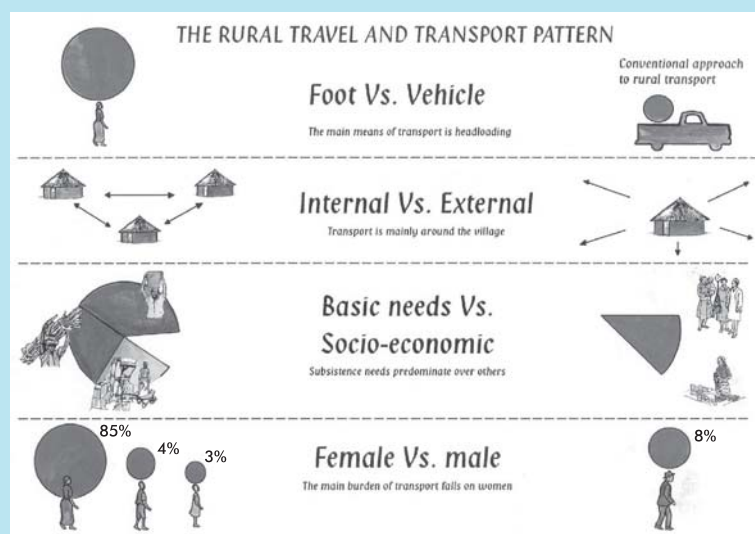 THE RURAL TRAVEL AND TRANSPORT PATTERN
Conventional approach
to rural transport
Foot Vs. Vehicle
The main means of transport is headloading
Internal Vs. External
Transport is mainly around the village
Basic needs Vs.
Socio-economic
Subsistence needs predominate over others
85%
4%
3%
Female Vs. male
The main burden of transport falls on women
8%